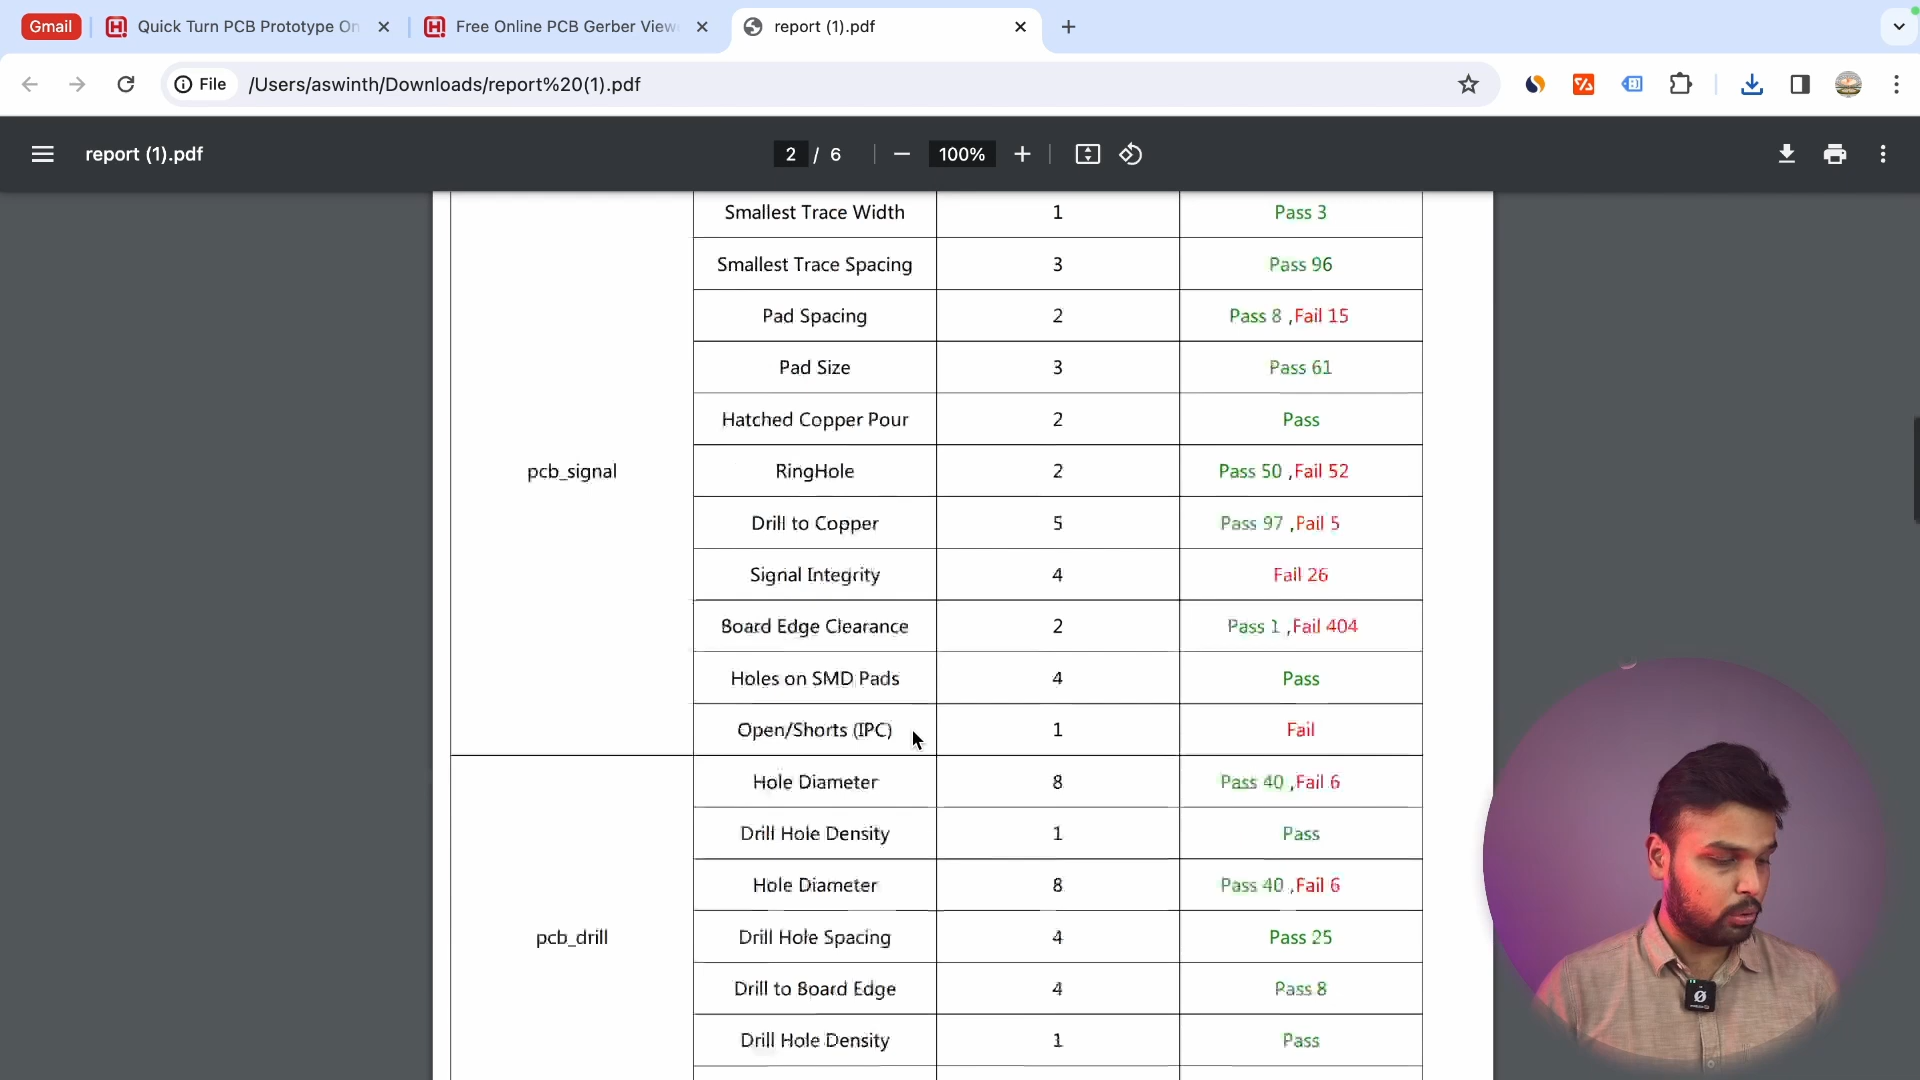 Gmail
Quick Turn PCB Prototype On
Free Online PCB Gerber View
report (1).pdf
File
/Users/aswinth/Downloads/report%20(1).pdf
report (1).pdf
2 / 6
100%
Smallest Trace Width 1 Pass 3
Smallest Trace Spacing 3 Pass 96
Pad Spacing 2 Pass 8 ,Fail 15
Pad Size 3 Pass 61
Hatched Copper Pour 2 Pass
pcb_signal RingHole 2 Pass 50 ,Fail 52
Drill to Copper 5 Pass 97 ,Fail 5
Signal Integrity 4 Fail 26
Board Edge Clearance 2 Pass 1 ,Fail 404
Holes on SMD Pads 4 Pass
Open/Shorts (IPC) 1 Fail
Hole Diameter 8 Pass 40 ,Fail 6
Drill Hole Density 1 Pass
Hole Diameter 8 Pass 40 ,Fail 6
pcb_drill Drill Hole Spacing 4 Pass 25
Drill to Board Edge 4 Pass 8
Drill Hole Density 1 Pass